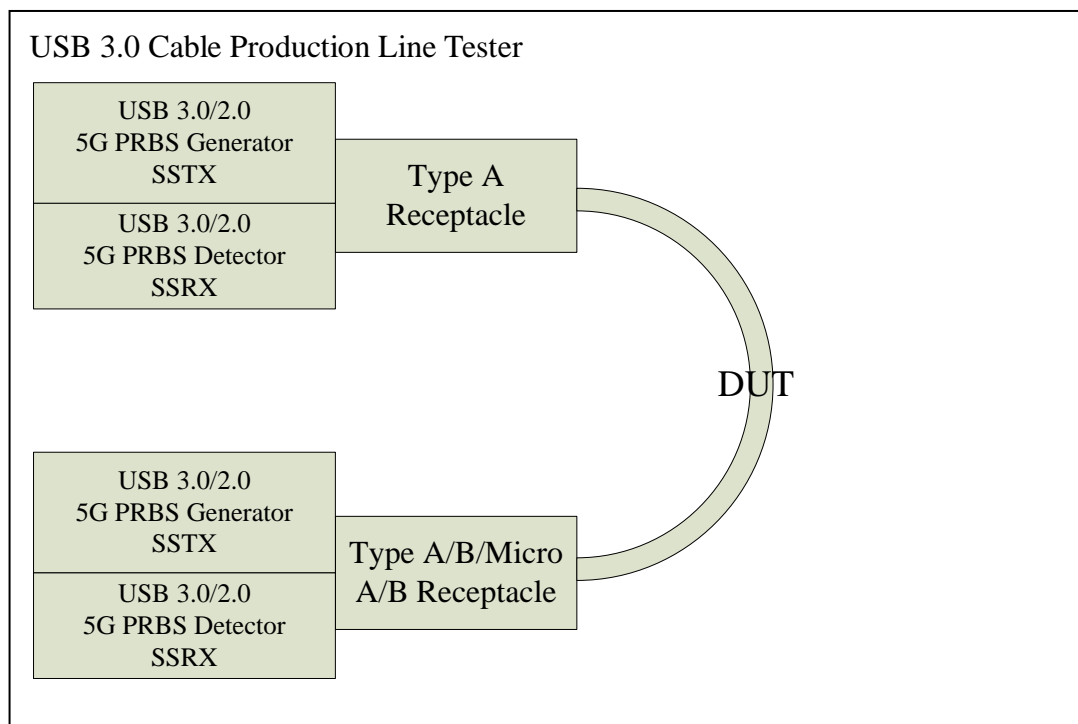 USB 3.0 Cable Production Line Tester
USB 3.0/2.0
5G PRBS Generator
SSTX
USB 3.0/2.0
5G PRBS Detector
SSRX
Type A
Receptacle
DUT
USB 3.0/2.0
5G PRBS Generator
SSTX
USB 3.0/2.0
5G PRBS Detector
SSRX
Type A/B/Micro
A/B Receptacle